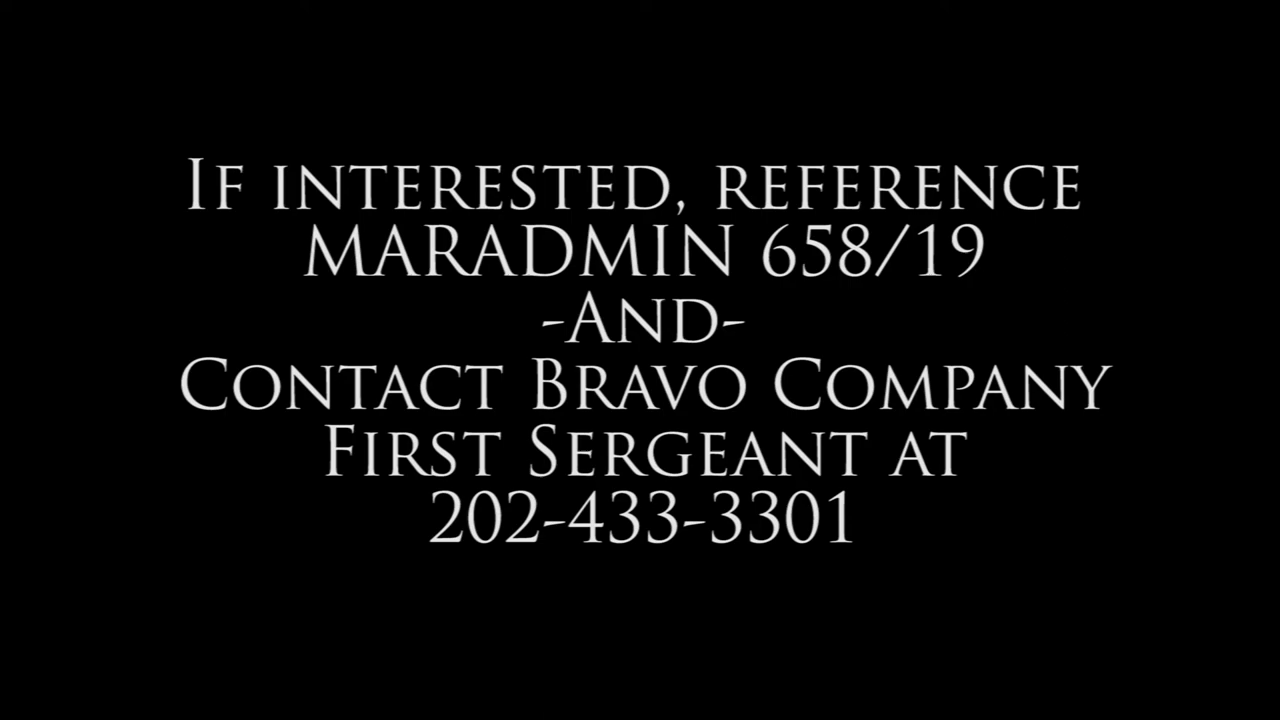 If interested, reference
MARADMIN 658/19
-And-
Contact Bravo Company
First Sergeant at
202-433-3301